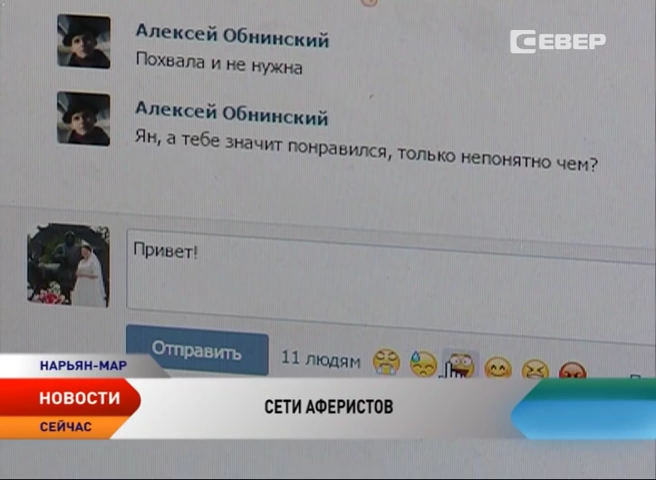 СЕВЕР
Алексей Обнинский
Похвала и не нужна
Алексей Обнинский
Ян, а тебе значит понравился, только непонятно чем?
Привет!
Отправить
11 людям
НАРЬЯН-МАР
НОВОСТИ
СЕЙЧАС
СЕТИ АФЕРИСТОВ